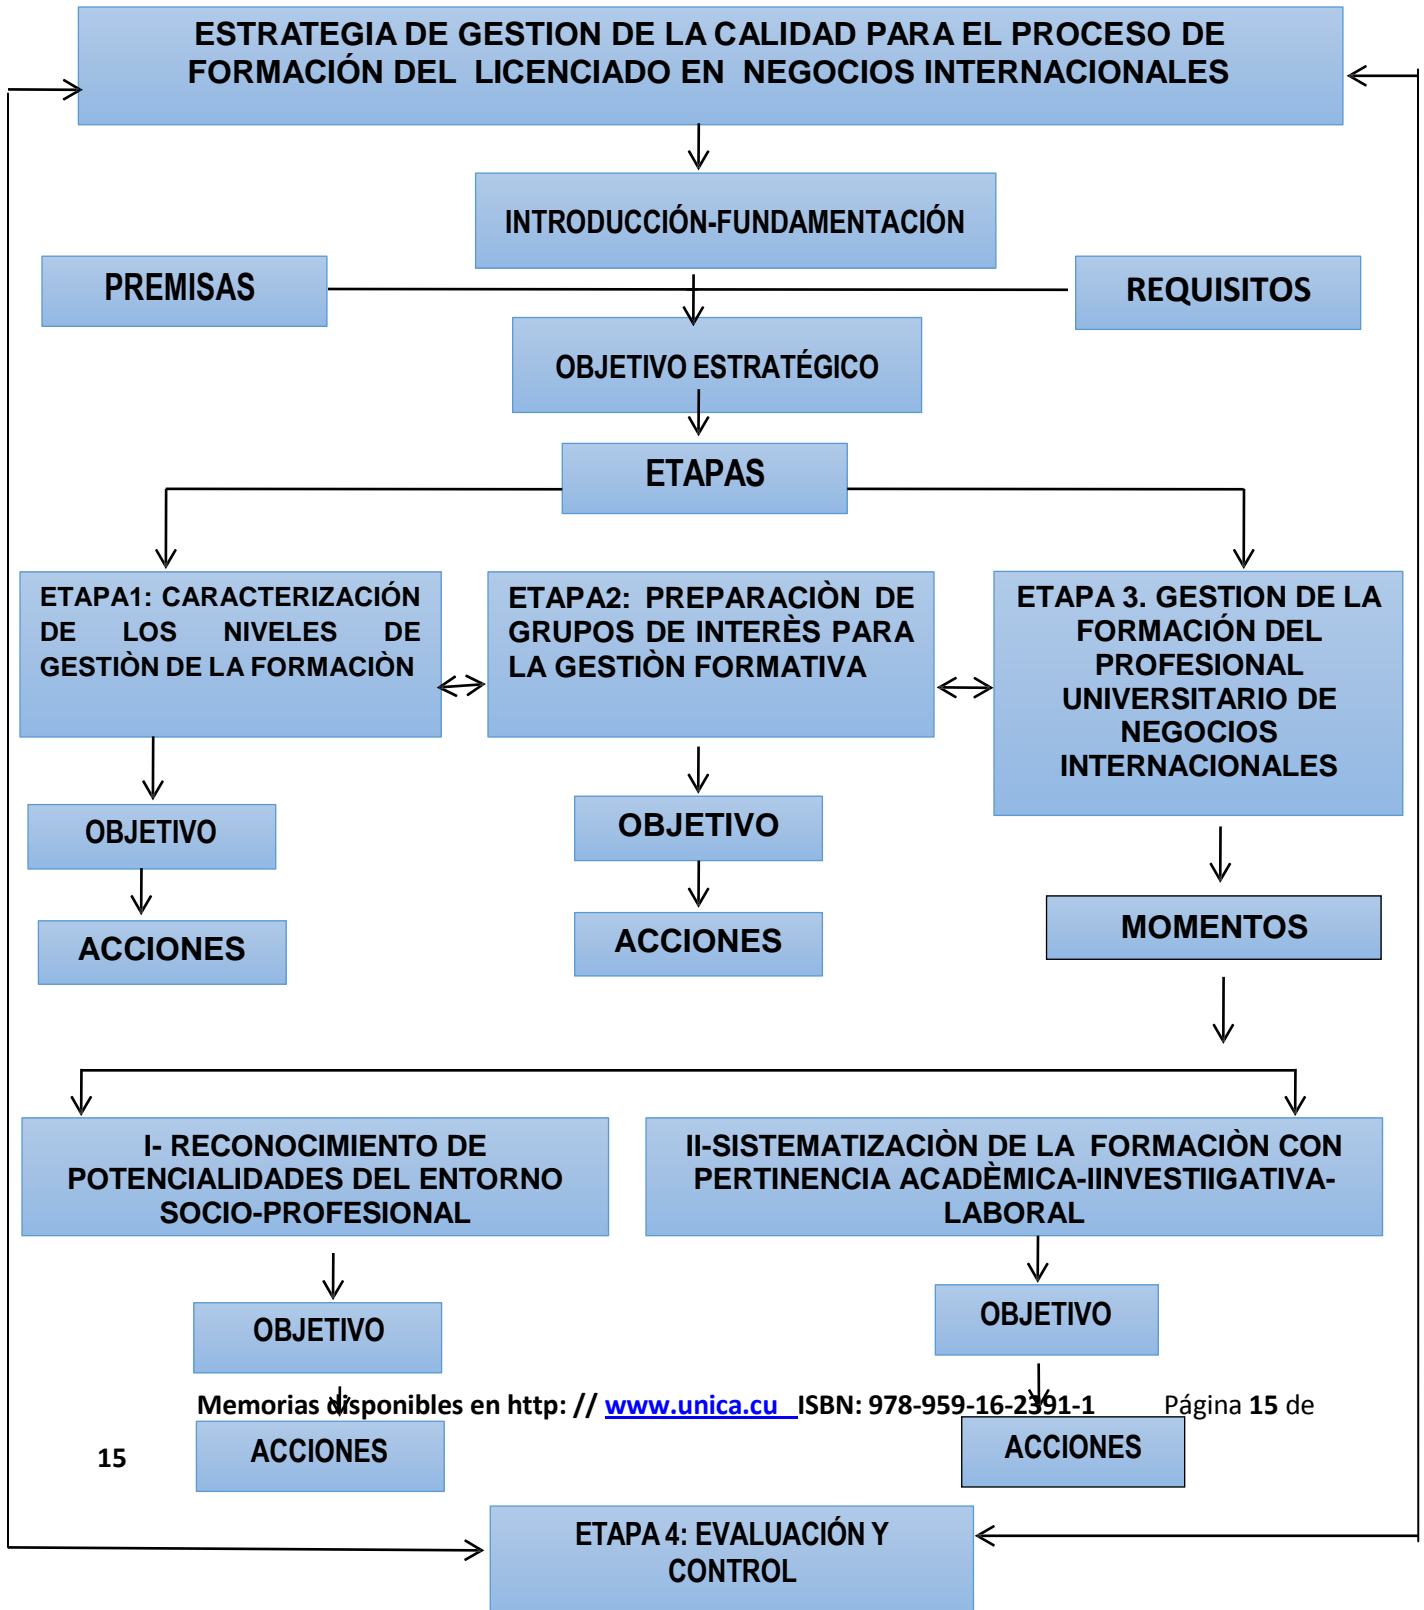 ESTRATEGIA DE GESTION DE LA CALIDAD PARA EL PROCESO DE
FORMACIÓN DEL LICENCIADO EN NEGOCIOS INTERNACIONALES
INTRODUCCIÓN-FUNDAMENTACIÓN
PREMISAS
REQUISITOS
OBJETIVO ESTRATÉGICO
ETAPAS
ETAPA1: CARACTERIZACIÓN
DE LOS NIVELES DE
GESTIÒN DE LA FORMACIÒN
ETAPA2: PREPARACIÒN DE
GRUPOS DE INTERÈS PARA
LA GESTIÒN FORMATIVA
ETAPA 3. GESTION DE LA
FORMACIÓN DEL
PROFESIONAL
UNIVERSITARIO DE
NEGOCIOS
INTERNACIONALES
OBJETIVO
OBJETIVO
ACCIONES
ACCIONES
MOMENTOS
I- RECONOCIMIENTO DE
POTENCIALIDADES DEL ENTORNO
SOCIO-PROFESIONAL
II-SISTEMATIZACIÒN DE LA FORMACIÒN CON
PERTINENCIA ACADÈMICA-IINVESTIIGATIVA-
LABORAL
OBJETIVO
OBJETIVO
Memorias disponibles en http: // www.unica.cu ISBN: 978-959-16-2391-1 Página 15 de
15
ACCIONES
ACCIONES
ETAPA 4: EVALUACIÓN Y
CONTROL